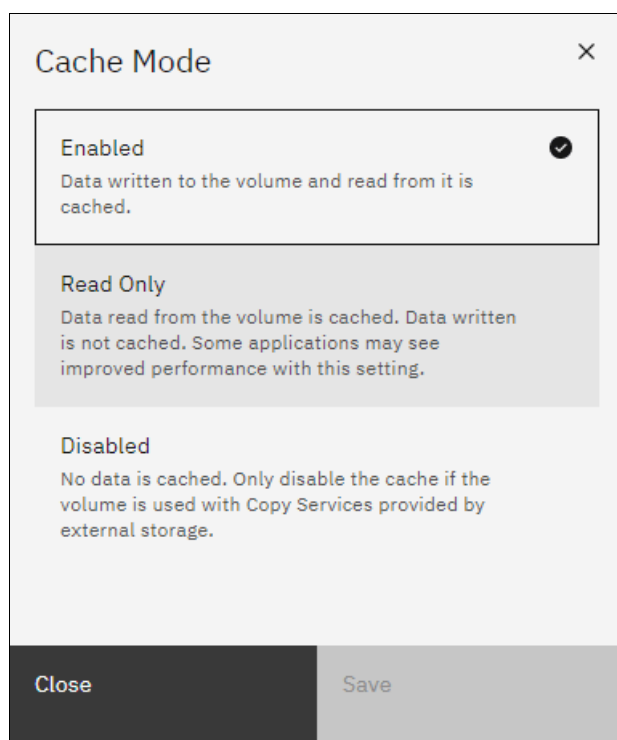 Cache Mode
Enabled
Data written to the volume and read from it is
cached.
Read Only
Data read from the volume is cached. Data written
is not cached. Some applications may see
improved performance with this setting.
Disabled
No data is cached. Only disable the cache if the
volume is used with Copy Services provided by
external storage.
Close
Save